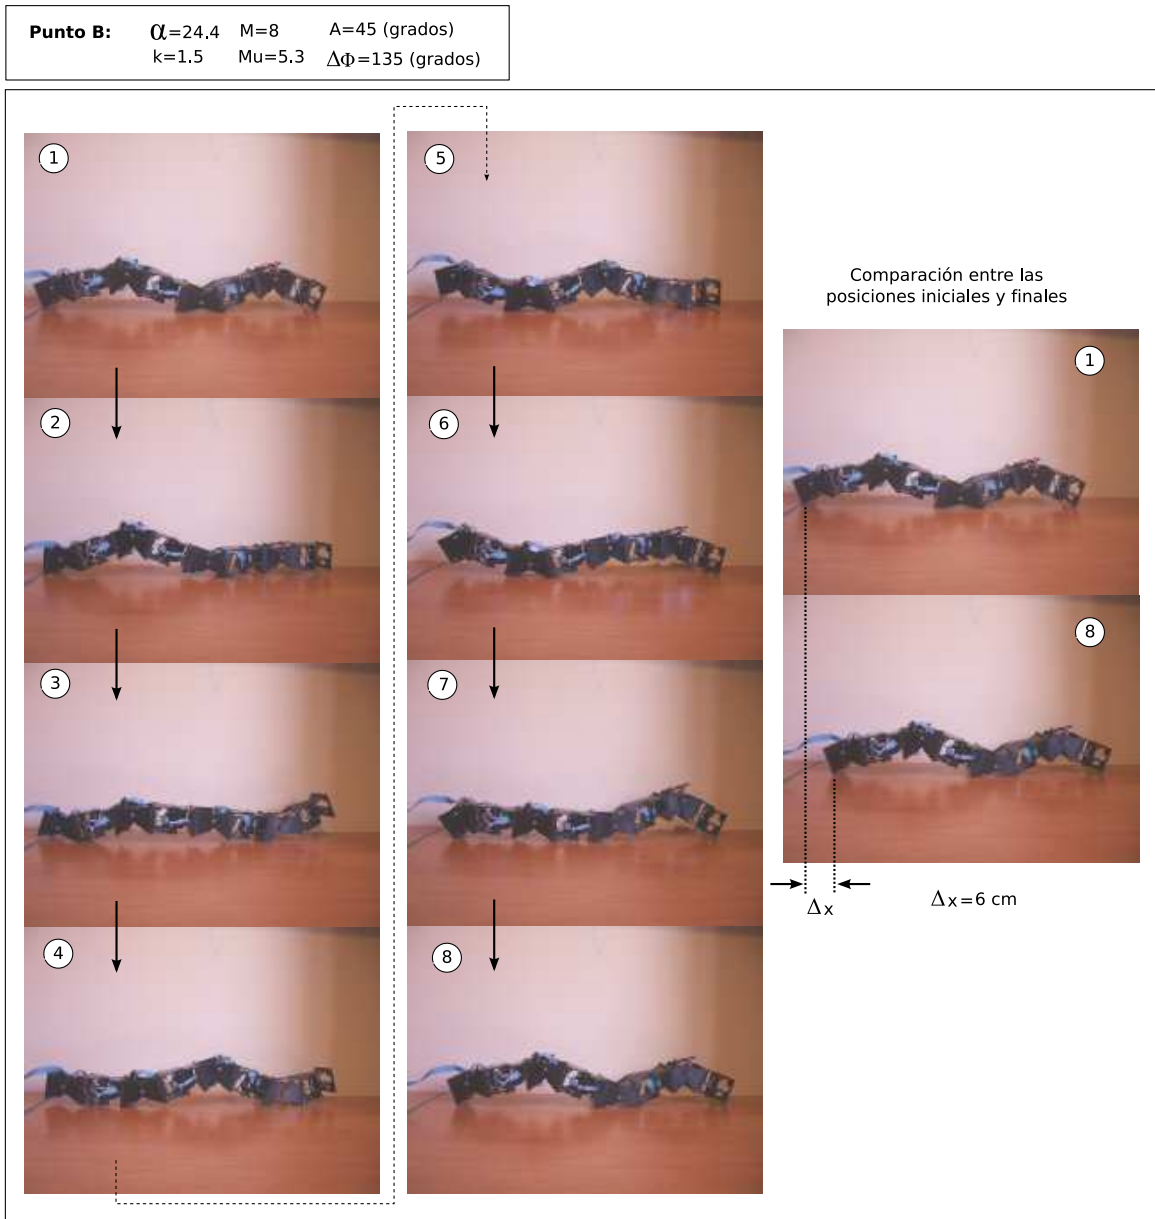 Punto B: α=24.4 M=8 A=45 (grados)
k=1.5 Mu=5.3 ΔΦ=135 (grados)
1
2
3
4
5
6
7
8
Comparación entre las
posiciones iniciales y finales
1
8
Δx
Δx=6 cm